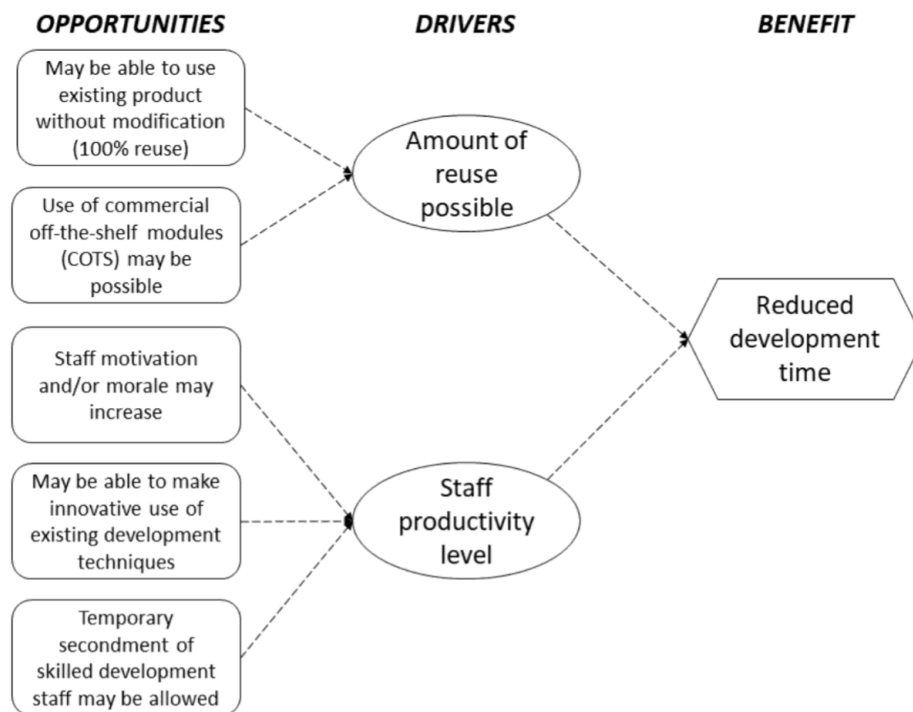 OPPORTUNITIES
DRIVERS
BENEFIT
May be able to use
existing product
without modification
(100% reuse)
Use of commercial
off-the-shelf modules
(COTS) may be
possible
Staff motivation
and/or morale may
increase
May be able to make
innovative use of
existing development
techniques
Temporary
secondment of
skilled development
staff may be allowed
Amount of
reuse
possible
Staff
productivity
level
Reduced
development
time